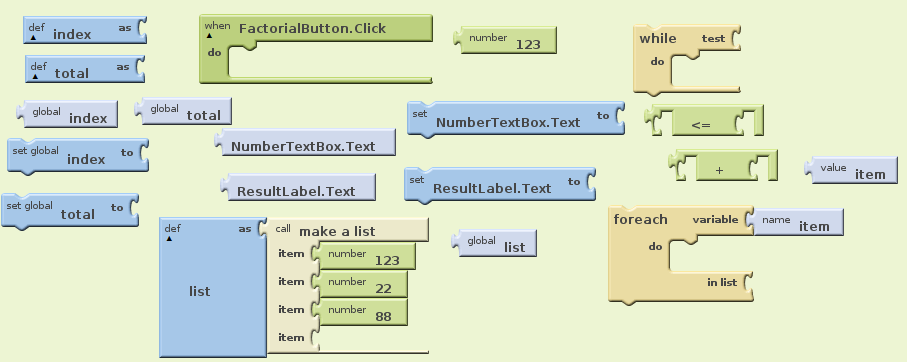 def index as
when FactorialButton.Click
do
number 123
while test
do
def total as
global index
global total
set NumberTextBox.Text to
<=
NumberTextBox.Text
set global index to
+
value item
ResultLabel.Text
set ResultLabel.Text to
set global total to
foreach variable name item
do
in list
def list as
call make a list
item number 123
item number 22
item number 88
item
global list